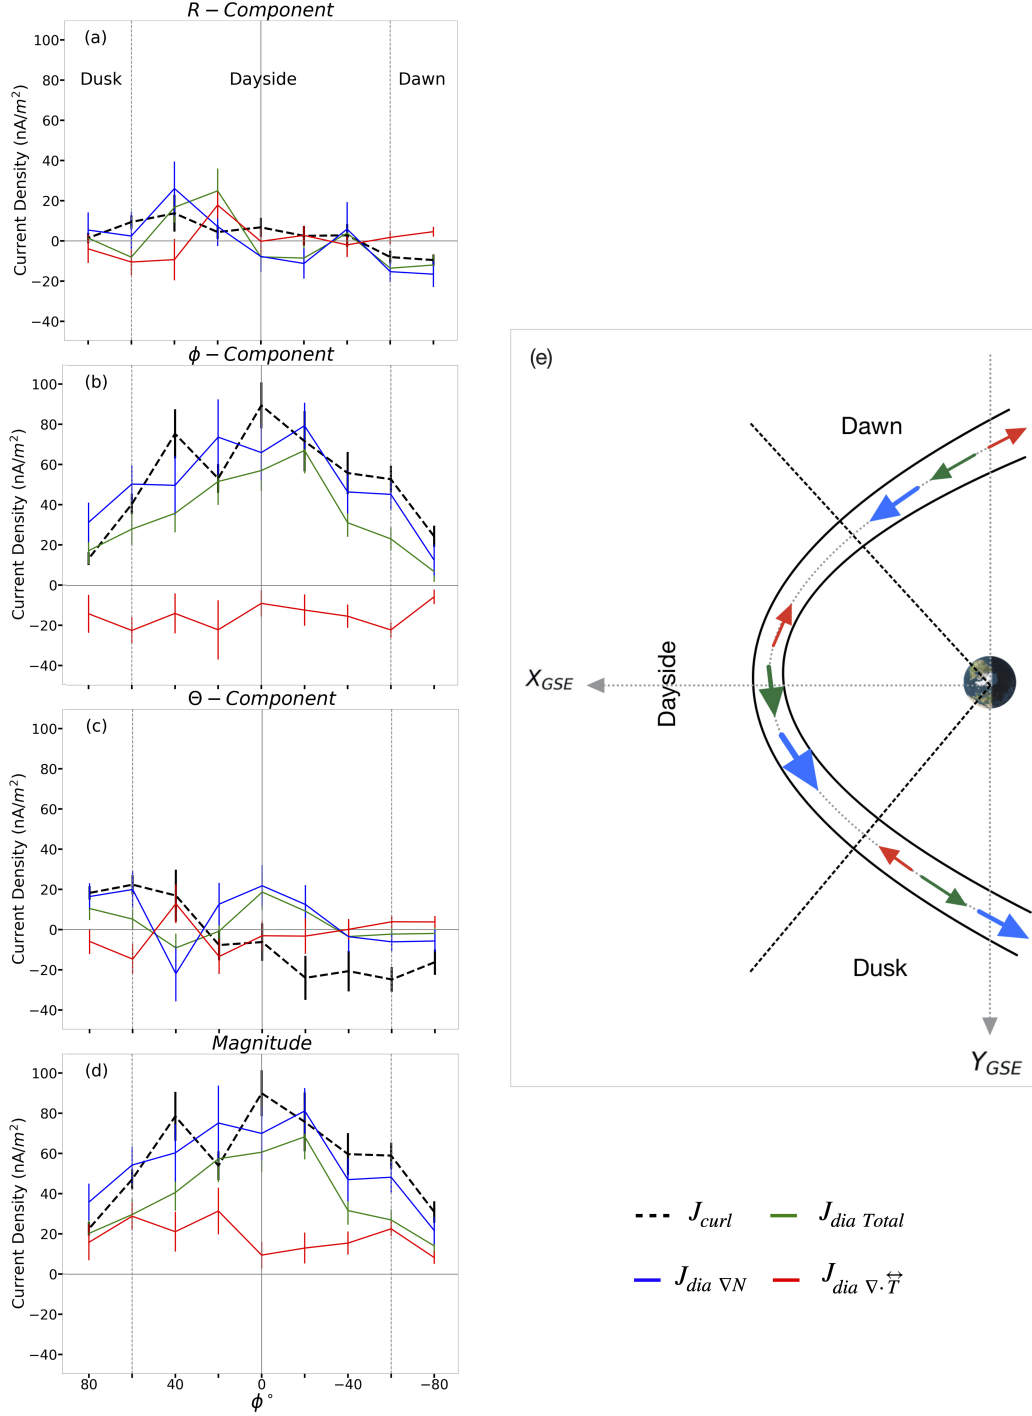 R − Component
(a)
Dusk Dayside Dawn
100
80
60
40
20
0
−20
−40
Current Density (nA/m²)
ϕ − Component
(b)
100
80
60
40
20
0
−20
−40
Current Density (nA/m²)
Θ − Component
(c)
100
80
60
40
20
0
−20
−40
Current Density (nA/m²)
Magnitude
(d)
100
80
60
40
20
0
−20
−40
Current Density (nA/m²)
80 40 0 −40 −80
ϕ°
(e)
Dawn
X_GSE
Dayside
Dusk
Y_GSE
J_curl J_dia Total
J_dia ∇N J_dia ∇·T↔